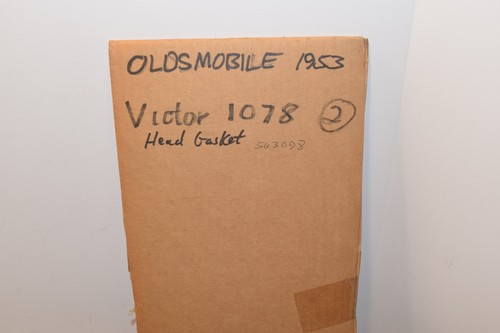 OLDSMOBILE 1953
Victor 1078 2
Head Gasket 563098